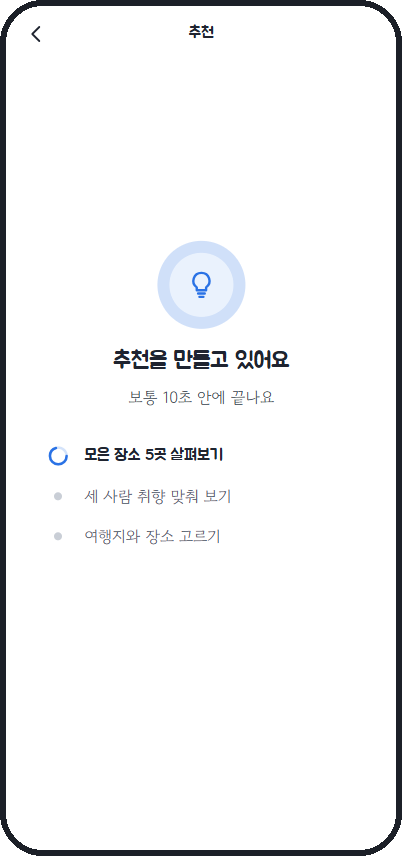 추천
추천을 만들고 있어요
보통 10초 안에 끝나요
모은 장소 5곳 살펴보기
세 사람 취향 맞춰 보기
여행지와 장소 고르기